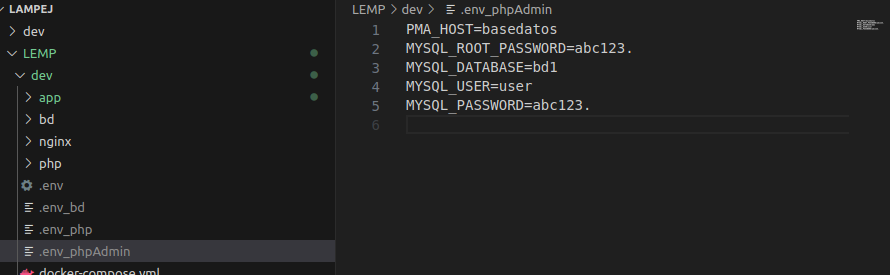 LAMPEJ
dev
LEMP
dev
app
bd
nginx
php
.env
.env_bd
.env_php
.env_phpAdmin
docker-compose.yml
LEMP > dev > .env_phpAdmin
1 PMA_HOST=basedatos
2 MYSQL_ROOT_PASSWORD=abc123.
3 MYSQL_DATABASE=bd1
4 MYSQL_USER=user
5 MYSQL_PASSWORD=abc123.
6